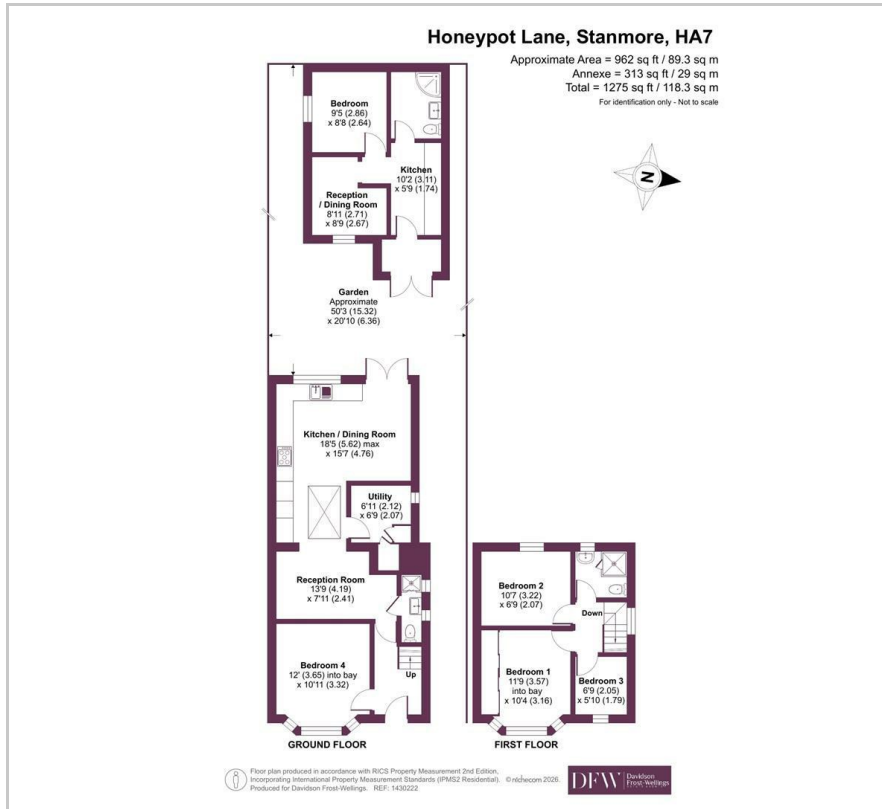 Honeypot Lane, Stanmore, HA7
Approximate Area = 962 sq ft / 89.3 sq m
Annexe = 313 sq ft / 29 sq m
Total = 1275 sq ft / 118.3 sq m
For identification only - Not to scale
N
Bedroom
9'5 (2.86)
x 8'8 (2.64)
Kitchen
10'2 (3.11)
x 5'9 (1.74)
Reception
/ Dining Room
8'11 (2.71)
x 8'9 (2.67)
Garden
Approximate
50'3 (15.32)
x 20'10 (6.36)
Kitchen / Dining Room
18'5 (5.62) max
x 15'7 (4.76)
Utility
6'11 (2.12)
x 6'9 (2.07)
Reception Room
13'9 (4.19)
x 7'11 (2.41)
Bedroom 4
12' (3.65) into bay
x 10'11 (3.32)
Up
GROUND FLOOR
Bedroom 2
10'7 (3.22)
x 6'9 (2.07)
Down
Bedroom 1
11'9 (3.57)
into bay
x 10'4 (3.16)
Bedroom 3
6'9 (2.05)
x 5'10 (1.79)
FIRST FLOOR
Floor plan produced in accordance with RICS Property Measurement 2nd Edition,
Incorporating International Property Measurement Standards (IPMS2 Residential). © nichecom 2026.
Produced for Davidson Frost-Wellings. REF: 1430222
DFW
Davidson
Frost-Wellings